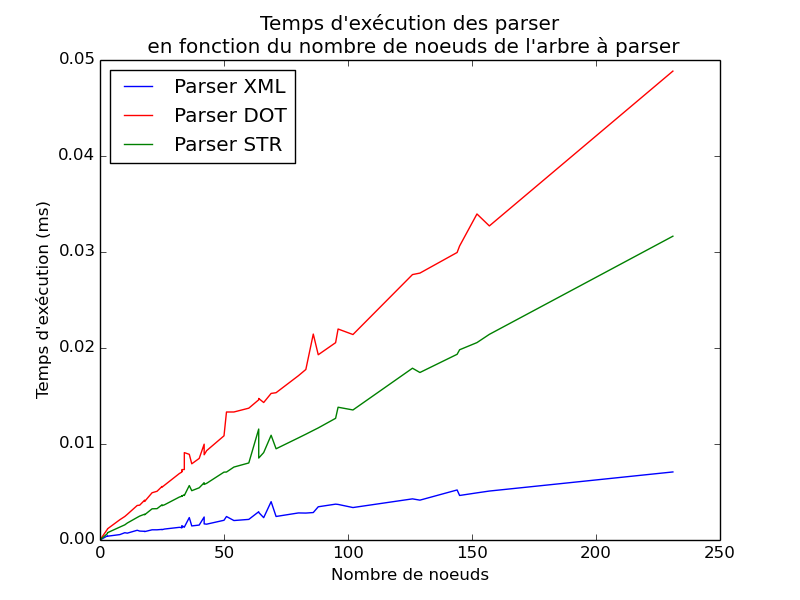 Temps d'exécution des parser
en fonction du nombre de noeuds de l'arbre à parser
Parser XML
Parser DOT
Parser STR
Temps d'exécution (ms)
0.05
0.04
0.03
0.02
0.01
0.00
0 50 100 150 200 250
Nombre de noeuds